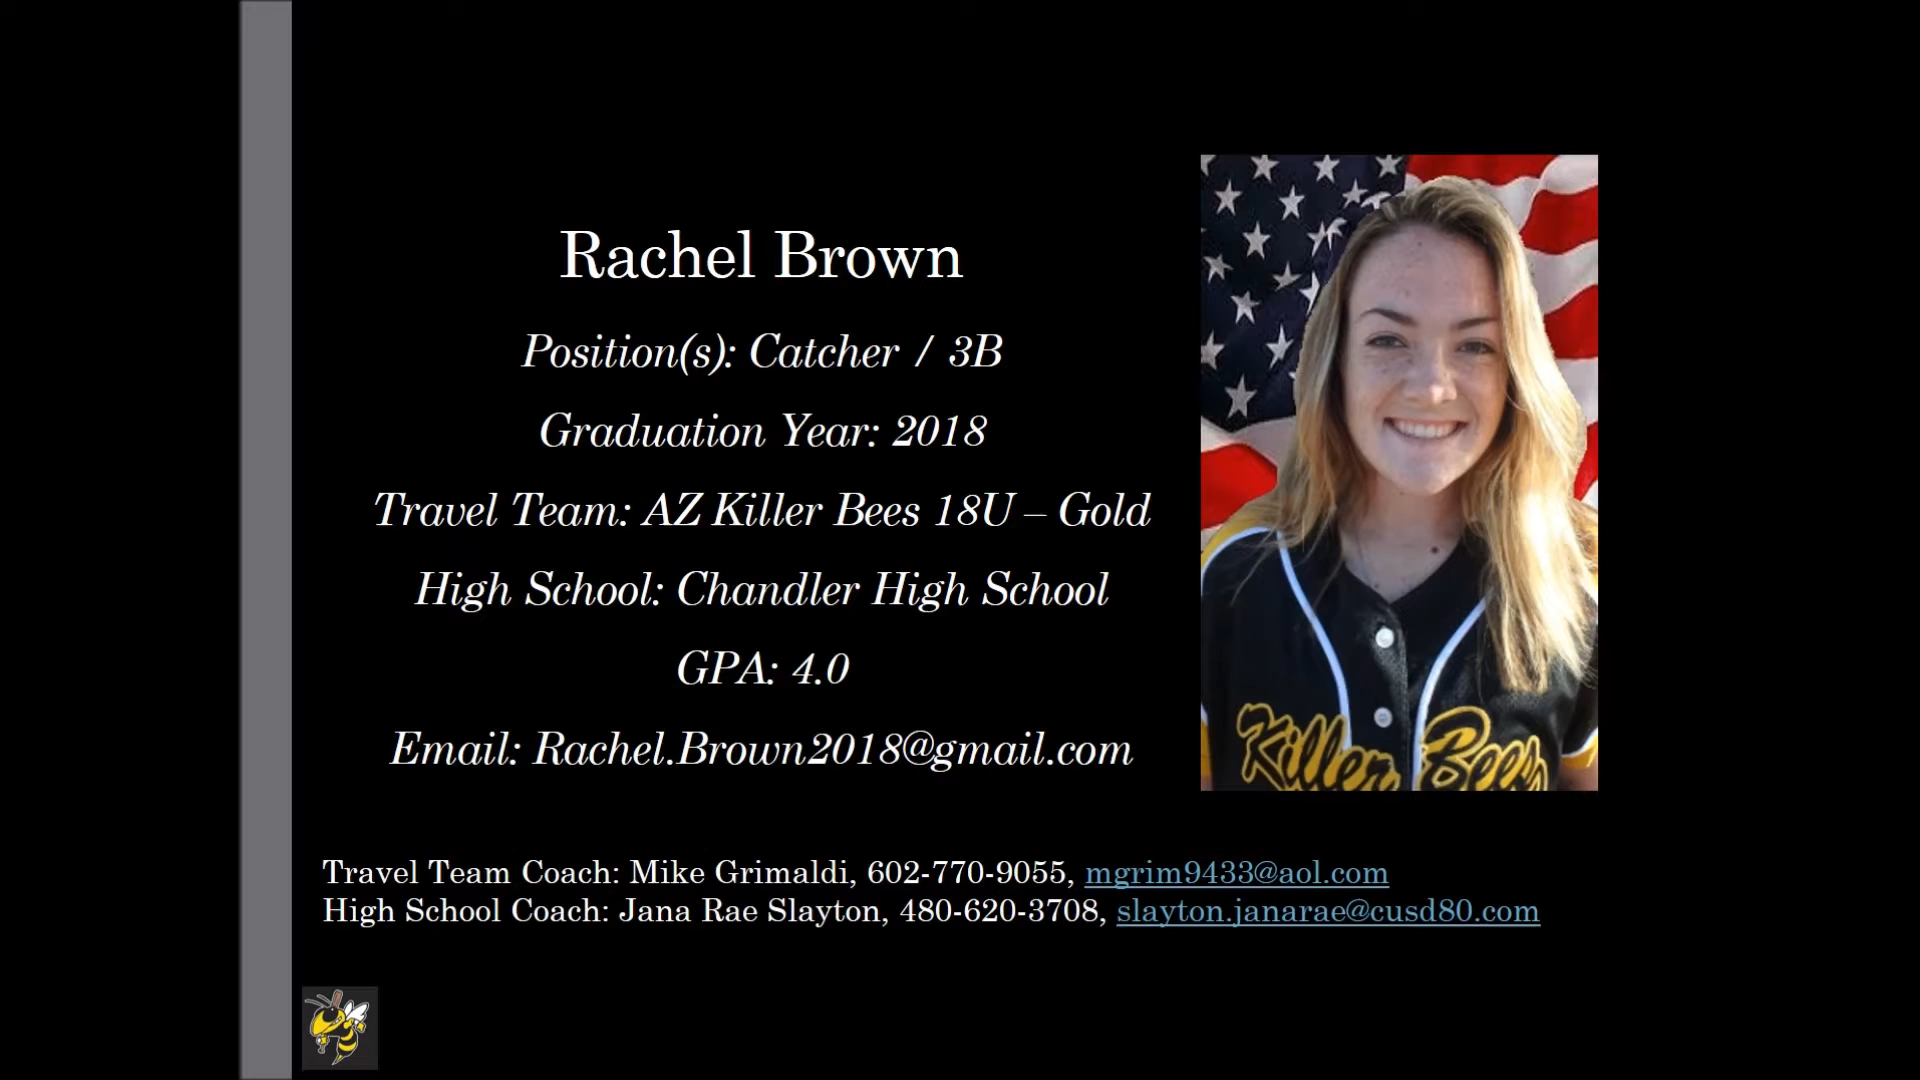 Rachel Brown
Position(s): Catcher / 3B
Graduation Year: 2018
Travel Team: AZ Killer Bees 18U – Gold
High School: Chandler High School
GPA: 4.0
Email: Rachel.Brown2018@gmail.com
Killer Bees
Travel Team Coach: Mike Grimaldi, 602-770-9055, mgrim9433@aol.com
High School Coach: Jana Rae Slayton, 480-620-3708, slayton.janarae@cusd80.com